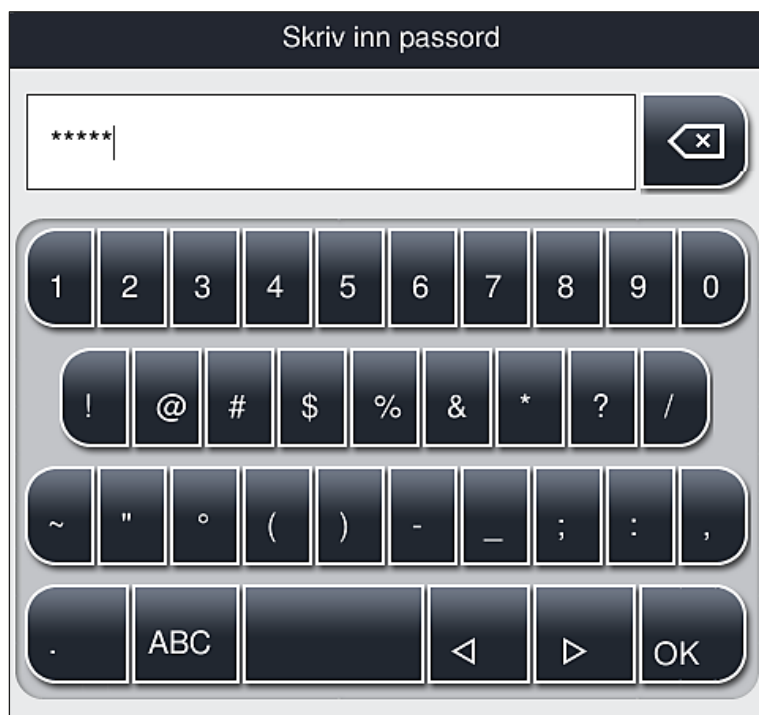 Skriv inn passord
*****
1 2 3 4 5 6 7 8 9 0
! @ # $ % & * ? /
~ " ° ( ) - _ ; : ,
. ABC ◁ ▷ OK